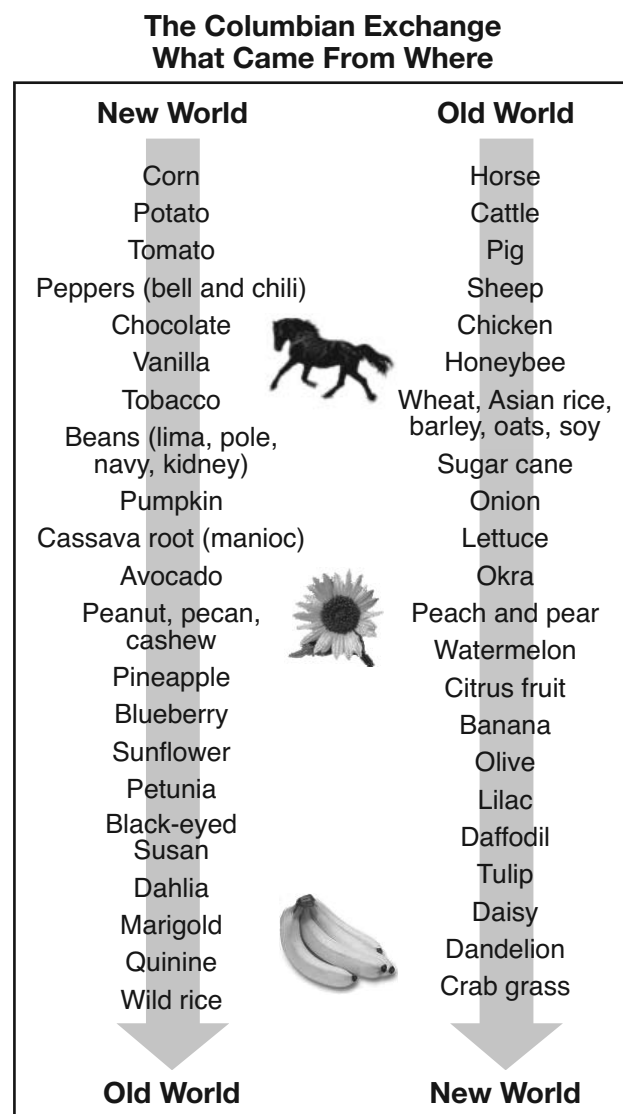 The Columbian Exchange
What Came From Where
New World
Corn
Potato
Tomato
Peppers (bell and chili)
Chocolate
Vanilla
Tobacco
Beans (lima, pole,
navy, kidney)
Pumpkin
Cassava root (manioc)
Avocado
Peanut, pecan,
cashew
Pineapple
Blueberry
Sunflower
Petunia
Black-eyed
Susan
Dahlia
Marigold
Quinine
Wild rice
Old World
Old World
Horse
Cattle
Pig
Sheep
Chicken
Honeybee
Wheat, Asian rice,
barley, oats, soy
Sugar cane
Onion
Lettuce
Okra
Peach and pear
Watermelon
Citrus fruit
Banana
Olive
Lilac
Daffodil
Tulip
Daisy
Dandelion
Crab grass
New World